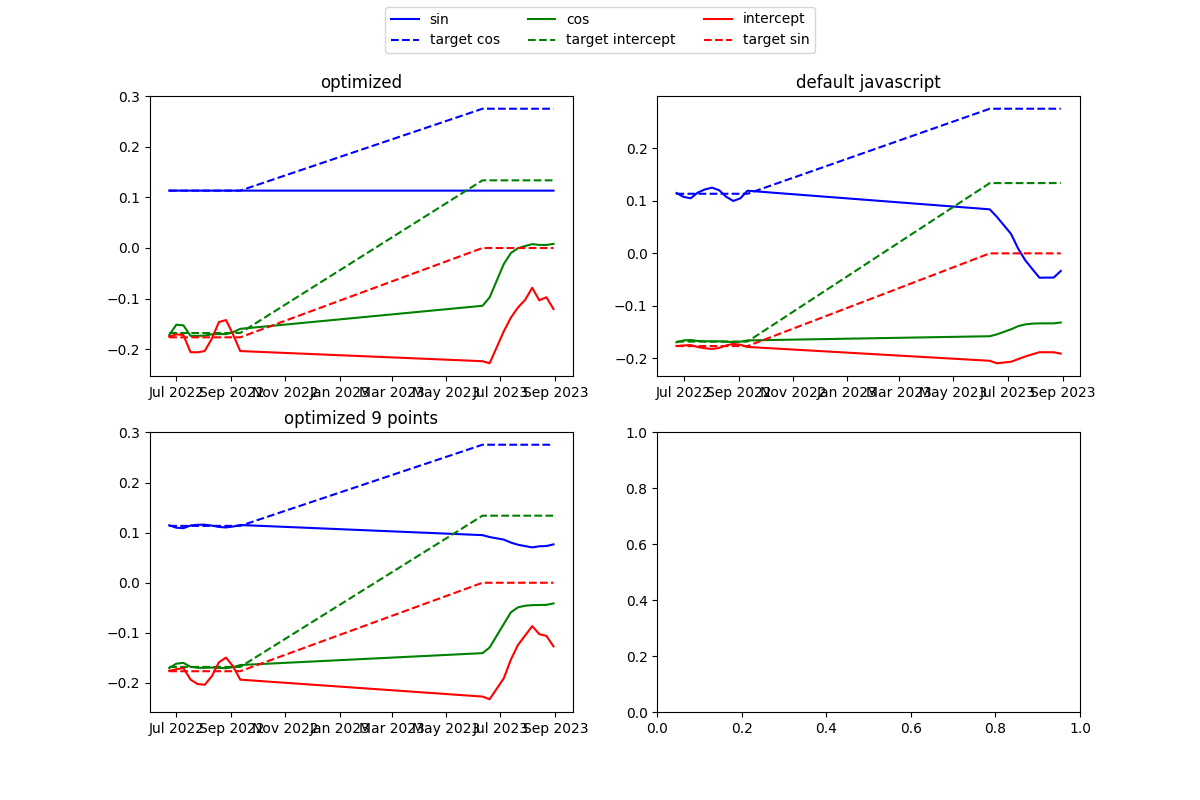 sin cos intercept
target cos target intercept target sin
optimized default javascript
0.3
0.2
0.1
0.0
−0.1
−0.2
0.2
0.1
0.0
−0.1
−0.2
Jul 2022 Sep 2022 Nov 2022 Jan 2023 Mar 2023 May 2023 Jul 2023 Sep 2023
Jul 2022 Sep 2022 Nov 2022 Jan 2023 Mar 2023 May 2023 Jul 2023 Sep 2023
optimized 9 points
0.3
0.2
0.1
0.0
−0.1
−0.2
Jul 2022 Sep 2022 Nov 2022 Jan 2023 Mar 2023 May 2023 Jul 2023 Sep 2023
1.0
0.8
0.6
0.4
0.2
0.0
0.0 0.2 0.4 0.6 0.8 1.0